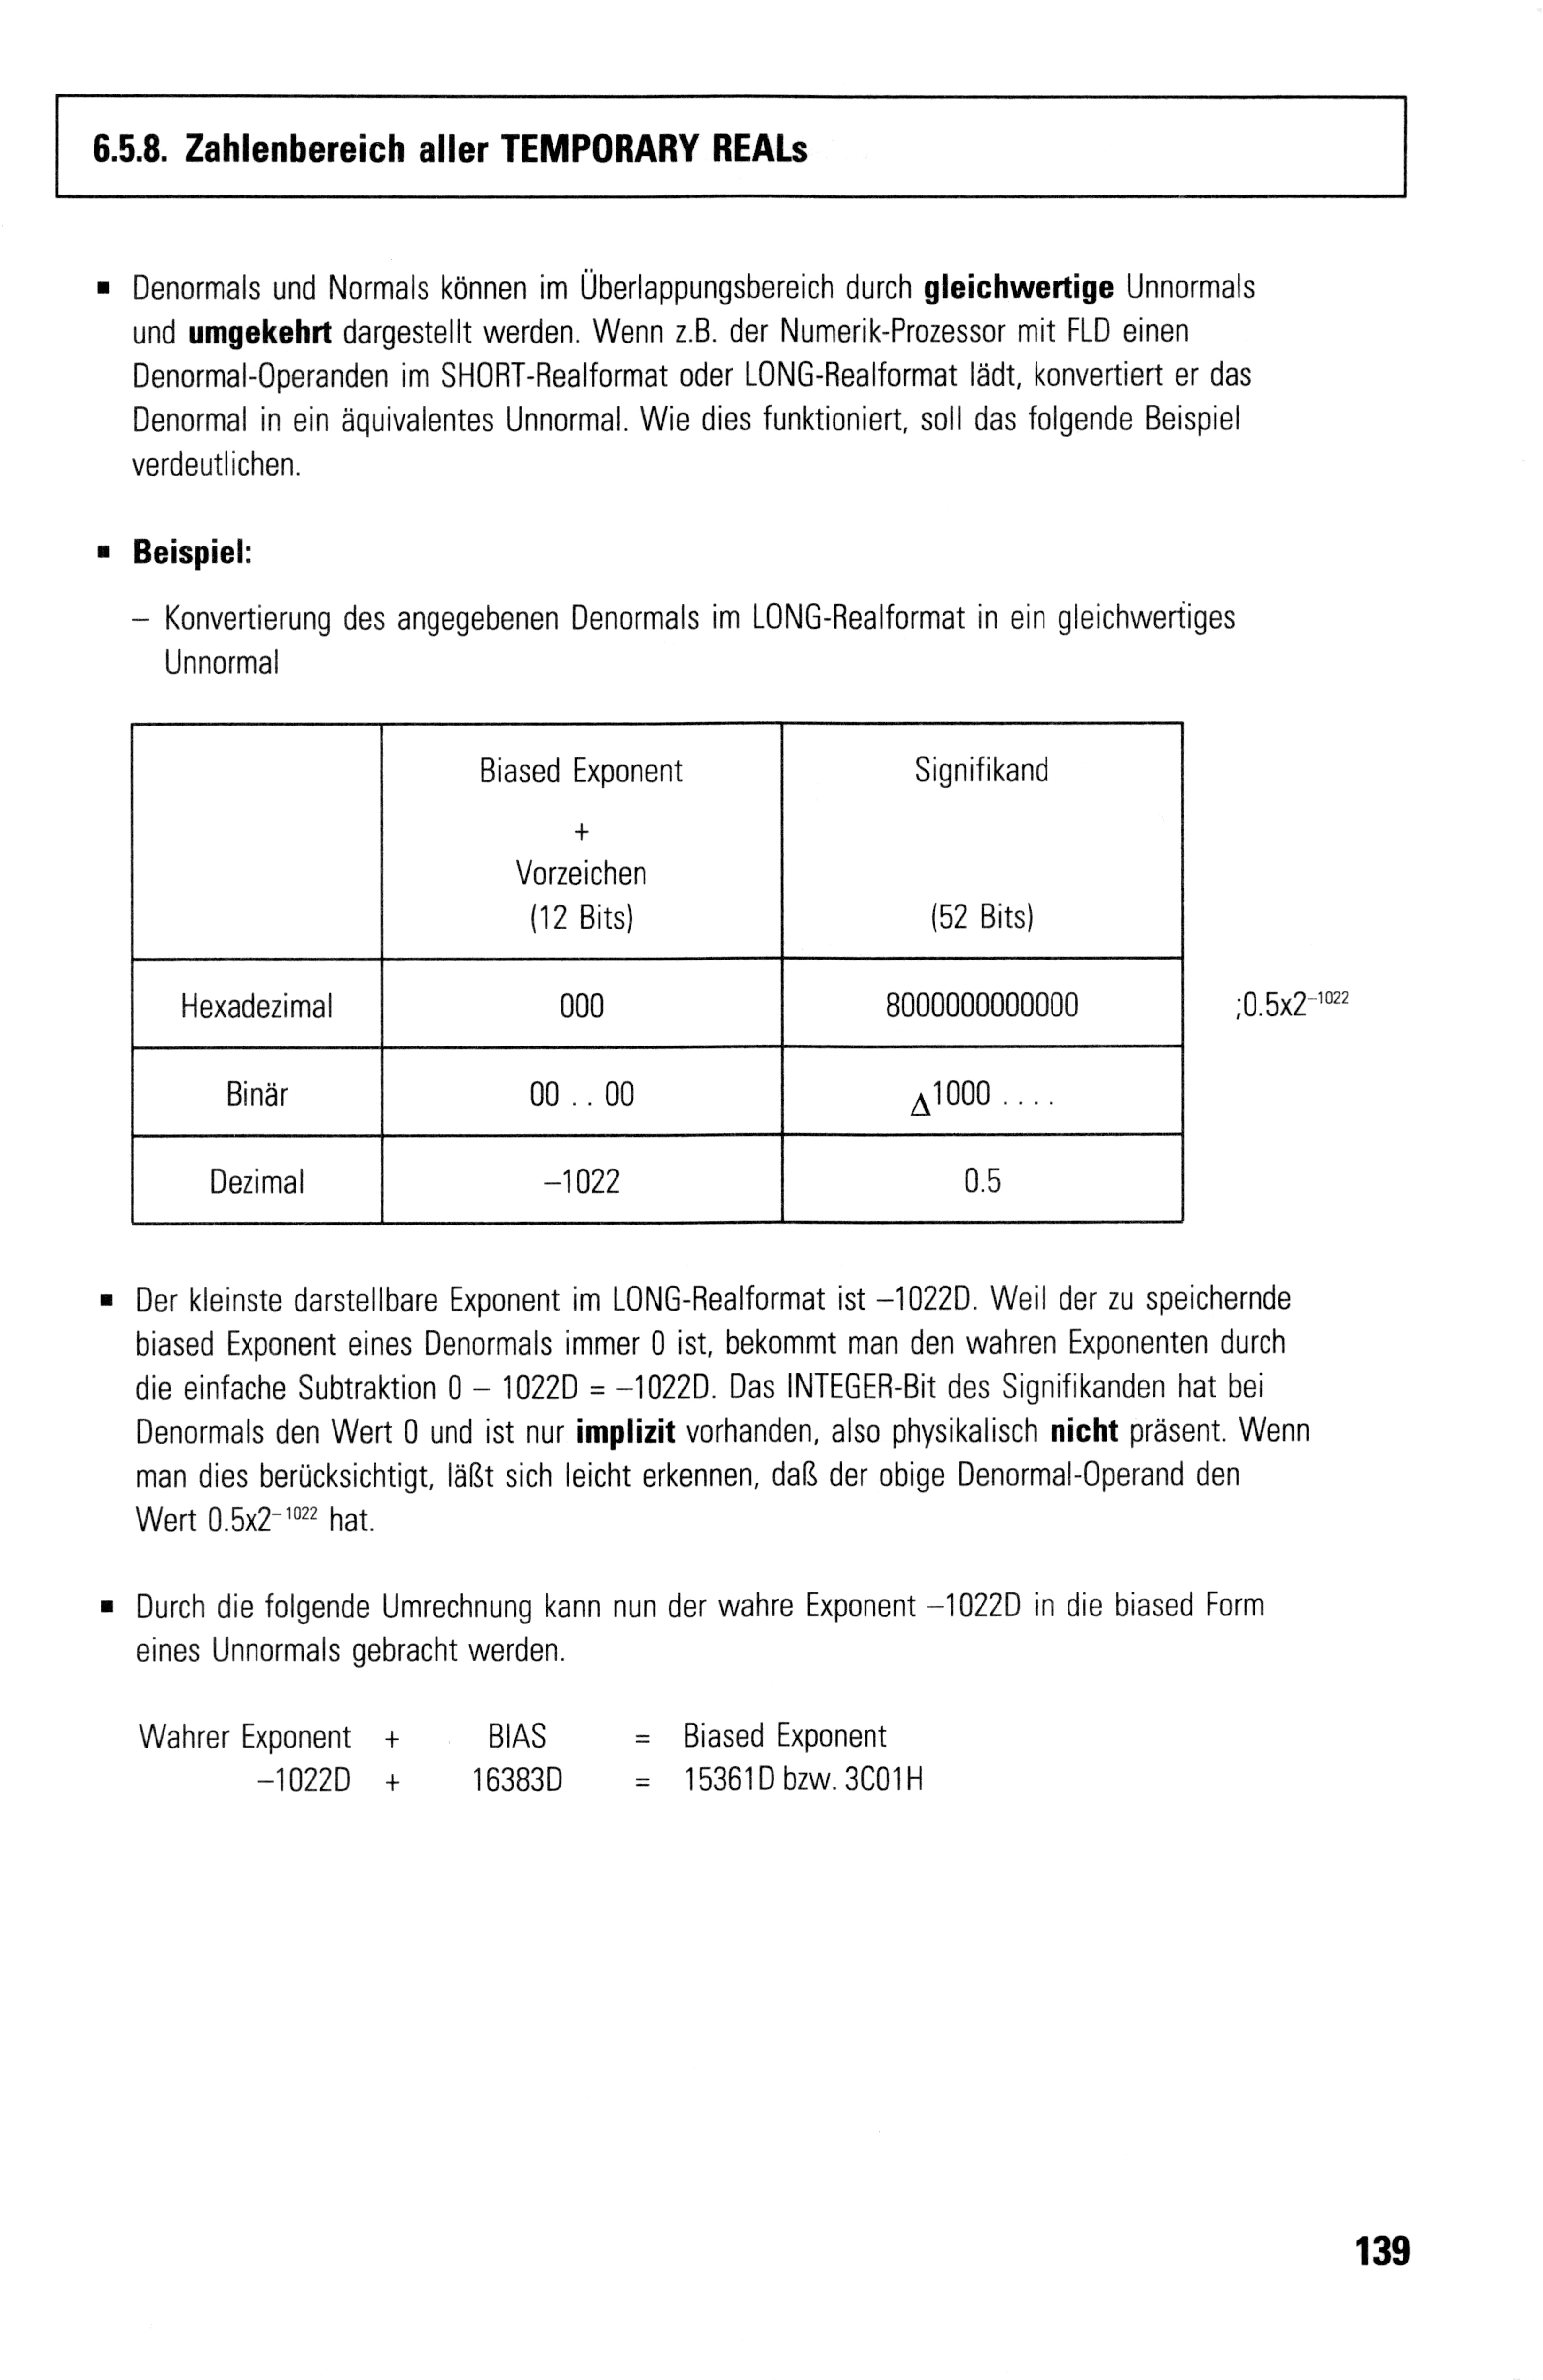 6.5.8. Zahlenbereich aller TEMPORARY REALs
▪ Denormals und Normals können im Überlappungsbereich durch gleichwertige Unnormals
und umgekehrt dargestellt werden. Wenn z.B. der Numerik-Prozessor mit FLD einen
Denormal-Operanden im SHORT-Realformat oder LONG-Realformat lädt, konvertiert er das
Denormal in ein äquivalentes Unnormal. Wie dies funktioniert, soll das folgende Beispiel
verdeutlichen.
▪ Beispiel:
– Konvertierung des angegebenen Denormals im LONG-Realformat in ein gleichwertiges
Unnormal
Biased Exponent Signifikand
+
Vorzeichen
(12 Bits) (52 Bits)
Hexadezimal 000 8000000000000 ;0.5x2⁻¹⁰²²
Binär 00 . . 00 Δ1000 . . . .
Dezimal –1022 0.5
▪ Der kleinste darstellbare Exponent im LONG-Realformat ist –1022D. Weil der zu speichernde
biased Exponent eines Denormals immer 0 ist, bekommt man den wahren Exponenten durch
die einfache Subtraktion 0 – 1022D = –1022D. Das INTEGER-Bit des Signifikanden hat bei
Denormals den Wert 0 und ist nur implizit vorhanden, also physikalisch nicht präsent. Wenn
man dies berücksichtigt, läßt sich leicht erkennen, daß der obige Denormal-Operand den
Wert 0.5x2⁻¹⁰²² hat.
▪ Durch die folgende Umrechnung kann nun der wahre Exponent –1022D in die biased Form
eines Unnormals gebracht werden.
Wahrer Exponent + BIAS = Biased Exponent
–1022D + 16383D = 15361D bzw. 3C01H
139